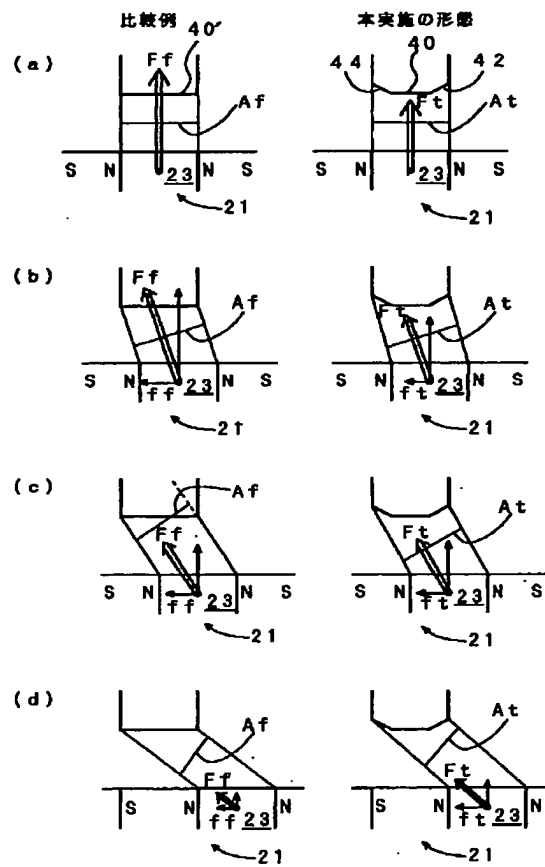 比較例 本実施の形態
(a) Ff 40' 44 40 42
Af Ft At
S N 23 N S S N 23 N S
21 21
(b) Ff Af Ft At
S N ff 23 N S S N ft 23 N S
21 21
(c) Af At
Ff Ft
S N ff 23 N S S N ft 23 N S
21 21
(d) Af At
Ff Ft
S N ff 23 N S N ft 23 N
21 21